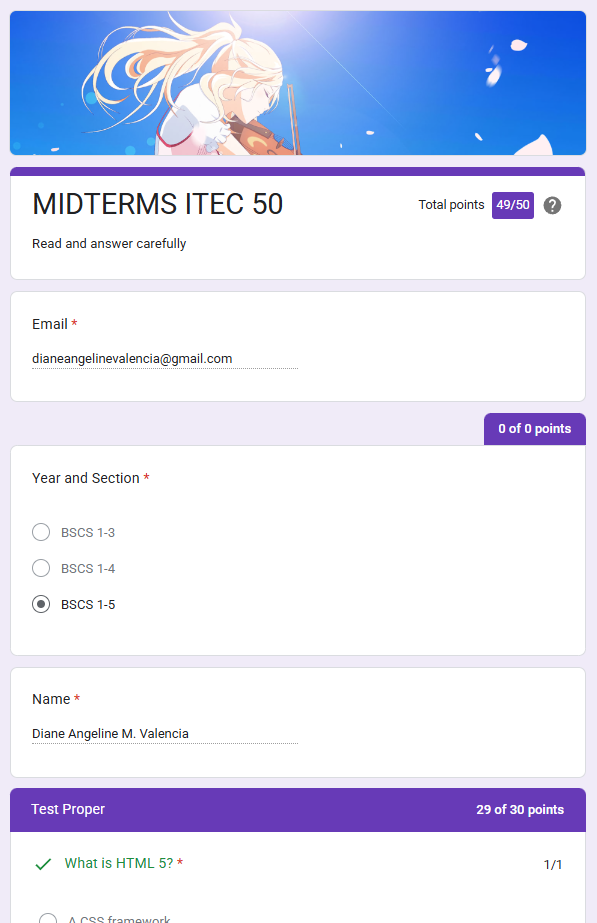 MIDTERMS ITEC 50
Total points 49/50
Read and answer carefully
Email *
dianeangelinevalencia@gmail.com
0 of 0 points
Year and Section *
BSCS 1-3
BSCS 1-4
BSCS 1-5
Name *
Diane Angeline M. Valencia
Test Proper 29 of 30 points
What is HTML 5? * 1/1
A CSS framework